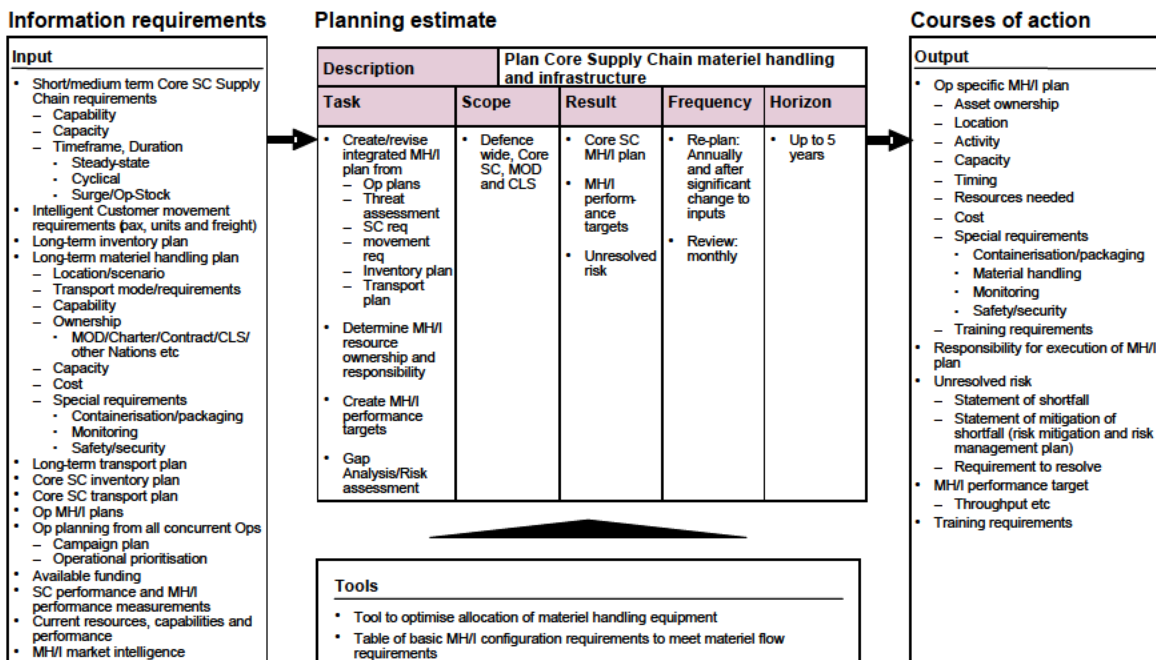 Information requirements
Input
• Short/medium term Core SC Supply
Chain requirements
– Capability
– Capacity
– Timeframe, Duration
• Steady-state
• Cyclical
• Surge/Op-Stock
• Intelligent Customer movement
requirements (pax, units and freight)
• Long-term inventory plan
• Long-term materiel handling plan
– Location/scenario
– Transport mode/requirements
– Capability
– Ownership
• MOD/Charter/Contract/CLS/
other Nations etc
– Capacity
– Cost
– Special requirements
• Containerisation/packaging
• Monitoring
• Safety/security
• Long-term transport plan
• Core SC inventory plan
• Core SC transport plan
• Op MH/I plans
• Op planning from all concurrent Ops
– Campaign plan
– Operational prioritisation
• Available funding
• SC performance and MH/I
performance measurements
• Current resources, capabilities and
performance
• MH/I market intelligence
Planning estimate
Description
Plan Core Supply Chain materiel handling
and infrastructure
Task
Scope
Result
Frequency
Horizon
• Create/revise
integrated MH/I
plan from
– Op plans
– Threat
assessment
– SC req
– movement
req
– Inventory plan
– Transport
plan
• Determine MH/I
resource
ownership and
responsibility
• Create MH/I
performance
targets
• Gap
Analysis/Risk
assessment
• Defence
wide, Core
SC, MOD
and CLS
• Core SC
MH/I plan
• MH/I
perform-
ance
targets
• Unresolved
risk
• Re-plan:
Annually
and after
significant
change to
inputs
• Review:
monthly
• Up to 5
years
Tools
• Tool to optimise allocation of materiel handling equipment
• Table of basic MH/I configuration requirements to meet materiel flow
requirements
Courses of action
Output
• Op specific MH/I plan
– Asset ownership
– Location
– Activity
– Capacity
– Timing
– Resources needed
– Cost
– Special requirements
• Containerisation/packaging
• Material handling
• Monitoring
• Safety/security
– Training requirements
• Responsibility for execution of MH/I
plan
• Unresolved risk
– Statement of shortfall
– Statement of mitigation of
shortfall (risk mitigation and risk
management plan)
– Requirement to resolve
• MH/I performance target
– Throughput etc
• Training requirements